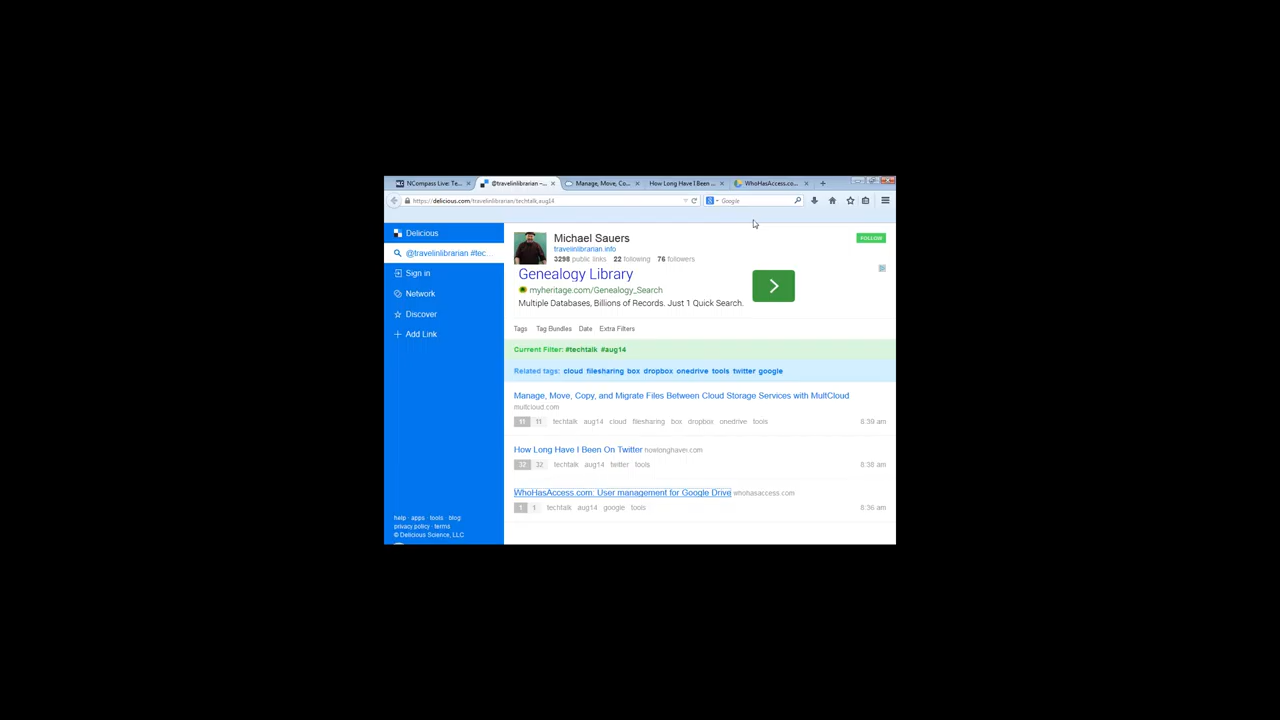 NCompass Live: Te...
@travelinlibrarian –...
Manage, Move, Co...
How Long Have I Been ...
WhoHasAccess.co...
https://delicious.com/travelinlibrarian/techtalk,aug14
Google
Delicious
@travelinlibrarian #tec...
Sign in
Network
Discover
Add Link
help · apps · tools · blog
privacy policy · terms
© Delicious Science, LLC
Michael Sauers
travelinlibrarian.info
3298 public links 22 following 76 followers
FOLLOW
Genealogy Library
myheritage.com/Genealogy_Search
Multiple Databases, Billions of Records. Just 1 Quick Search.
Tags Tag Bundles Date Extra Filters
Current Filter: #techtalk #aug14
Related tags: cloud filesharing box dropbox onedrive tools twitter google
Manage, Move, Copy, and Migrate Files Between Cloud Storage Services with MultCloud
multcloud.com
11 11 techtalk aug14 cloud filesharing box dropbox onedrive tools 8:39 am
How Long Have I Been On Twitter howlonghavei.com
32 32 techtalk aug14 twitter tools 8:38 am
WhoHasAccess.com: User management for Google Drive whohasaccess.com
1 1 techtalk aug14 google tools 8:36 am